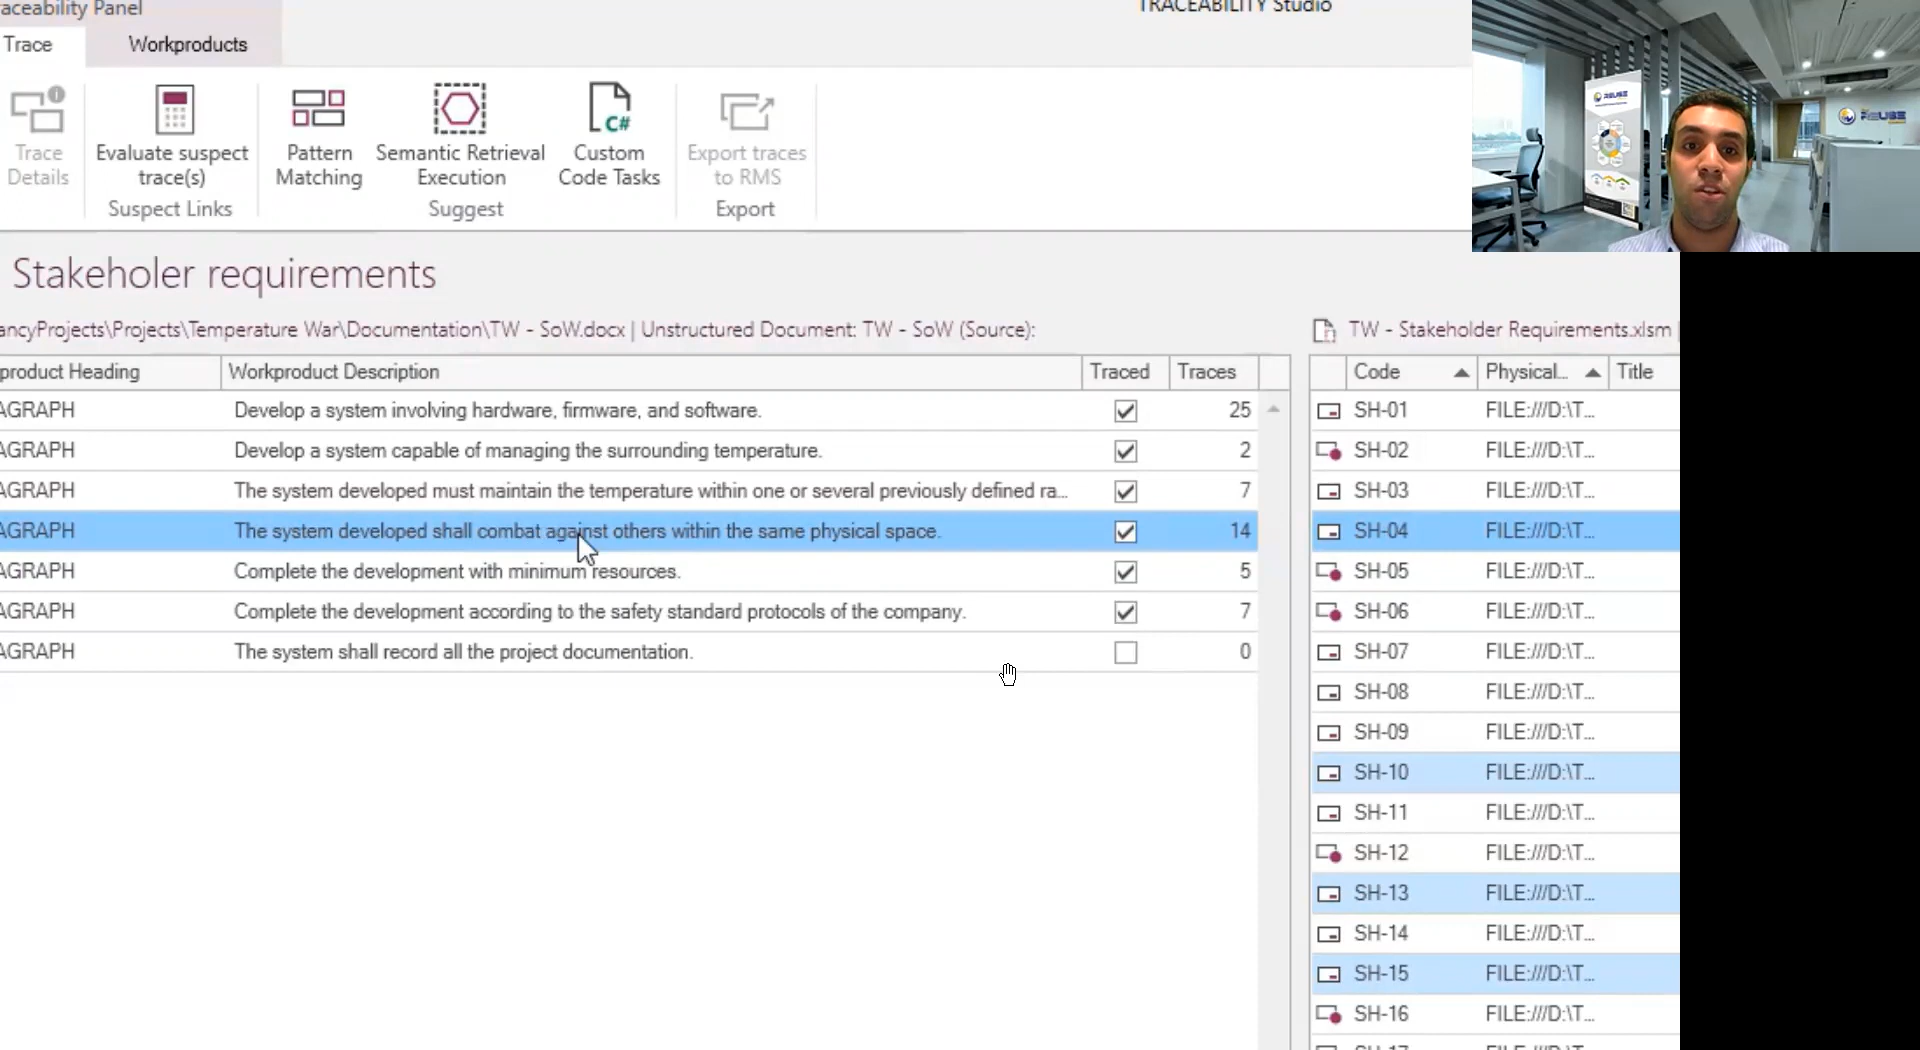 aceability Panel
TRACEABILITY Studio
Trace
Workproducts
Trace Details
Evaluate suspect trace(s)
Suspect Links
Pattern Matching
Semantic Retrieval Execution
Custom Code Tasks
C#
Suggest
Export traces to RMS
Export
REUSE
REUSE
Stakeholer requirements
ancyProjects\Projects\Temperature War\Documentation\TW - SoW.docx | Unstructured Document: TW - SoW (Source):
TW - Stakeholder Requirements.xlsm |
product Heading Workproduct Description Traced Traces
AGRAPH Develop a system involving hardware, firmware, and software. 25
AGRAPH Develop a system capable of managing the surrounding temperature. 2
AGRAPH The system developed must maintain the temperature within one or several previously defined ra... 7
AGRAPH The system developed shall combat against others within the same physical space. 14
AGRAPH Complete the development with minimum resources. 5
AGRAPH Complete the development according to the safety standard protocols of the company. 7
AGRAPH The system shall record all the project documentation. 0
Code Physical... Title
SH-01 FILE:///D:\T...
SH-02 FILE:///D:\T...
SH-03 FILE:///D:\T...
SH-04 FILE:///D:\T...
SH-05 FILE:///D:\T...
SH-06 FILE:///D:\T...
SH-07 FILE:///D:\T...
SH-08 FILE:///D:\T...
SH-09 FILE:///D:\T...
SH-10 FILE:///D:\T...
SH-11 FILE:///D:\T...
SH-12 FILE:///D:\T...
SH-13 FILE:///D:\T...
SH-14 FILE:///D:\T...
SH-15 FILE:///D:\T...
SH-16 FILE:///D:\T...